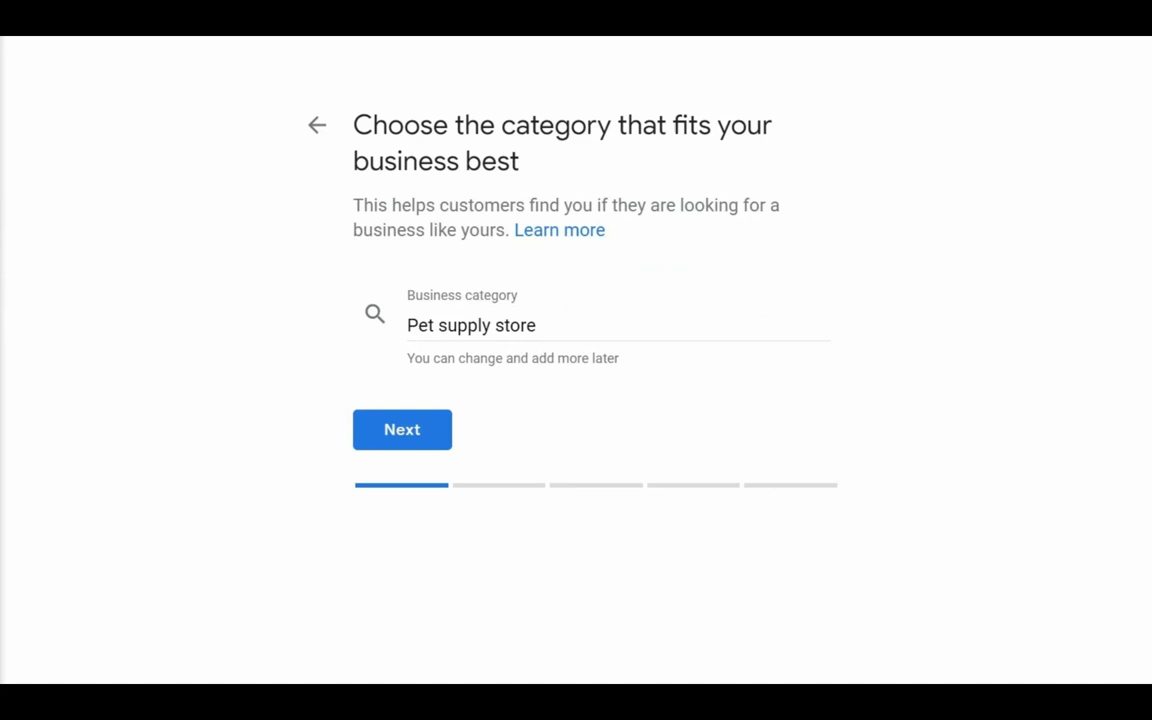 Choose the category that fits your
business best
This helps customers find you if they are looking for a
business like yours. Learn more
Business category
Pet supply store
You can change and add more later
Next